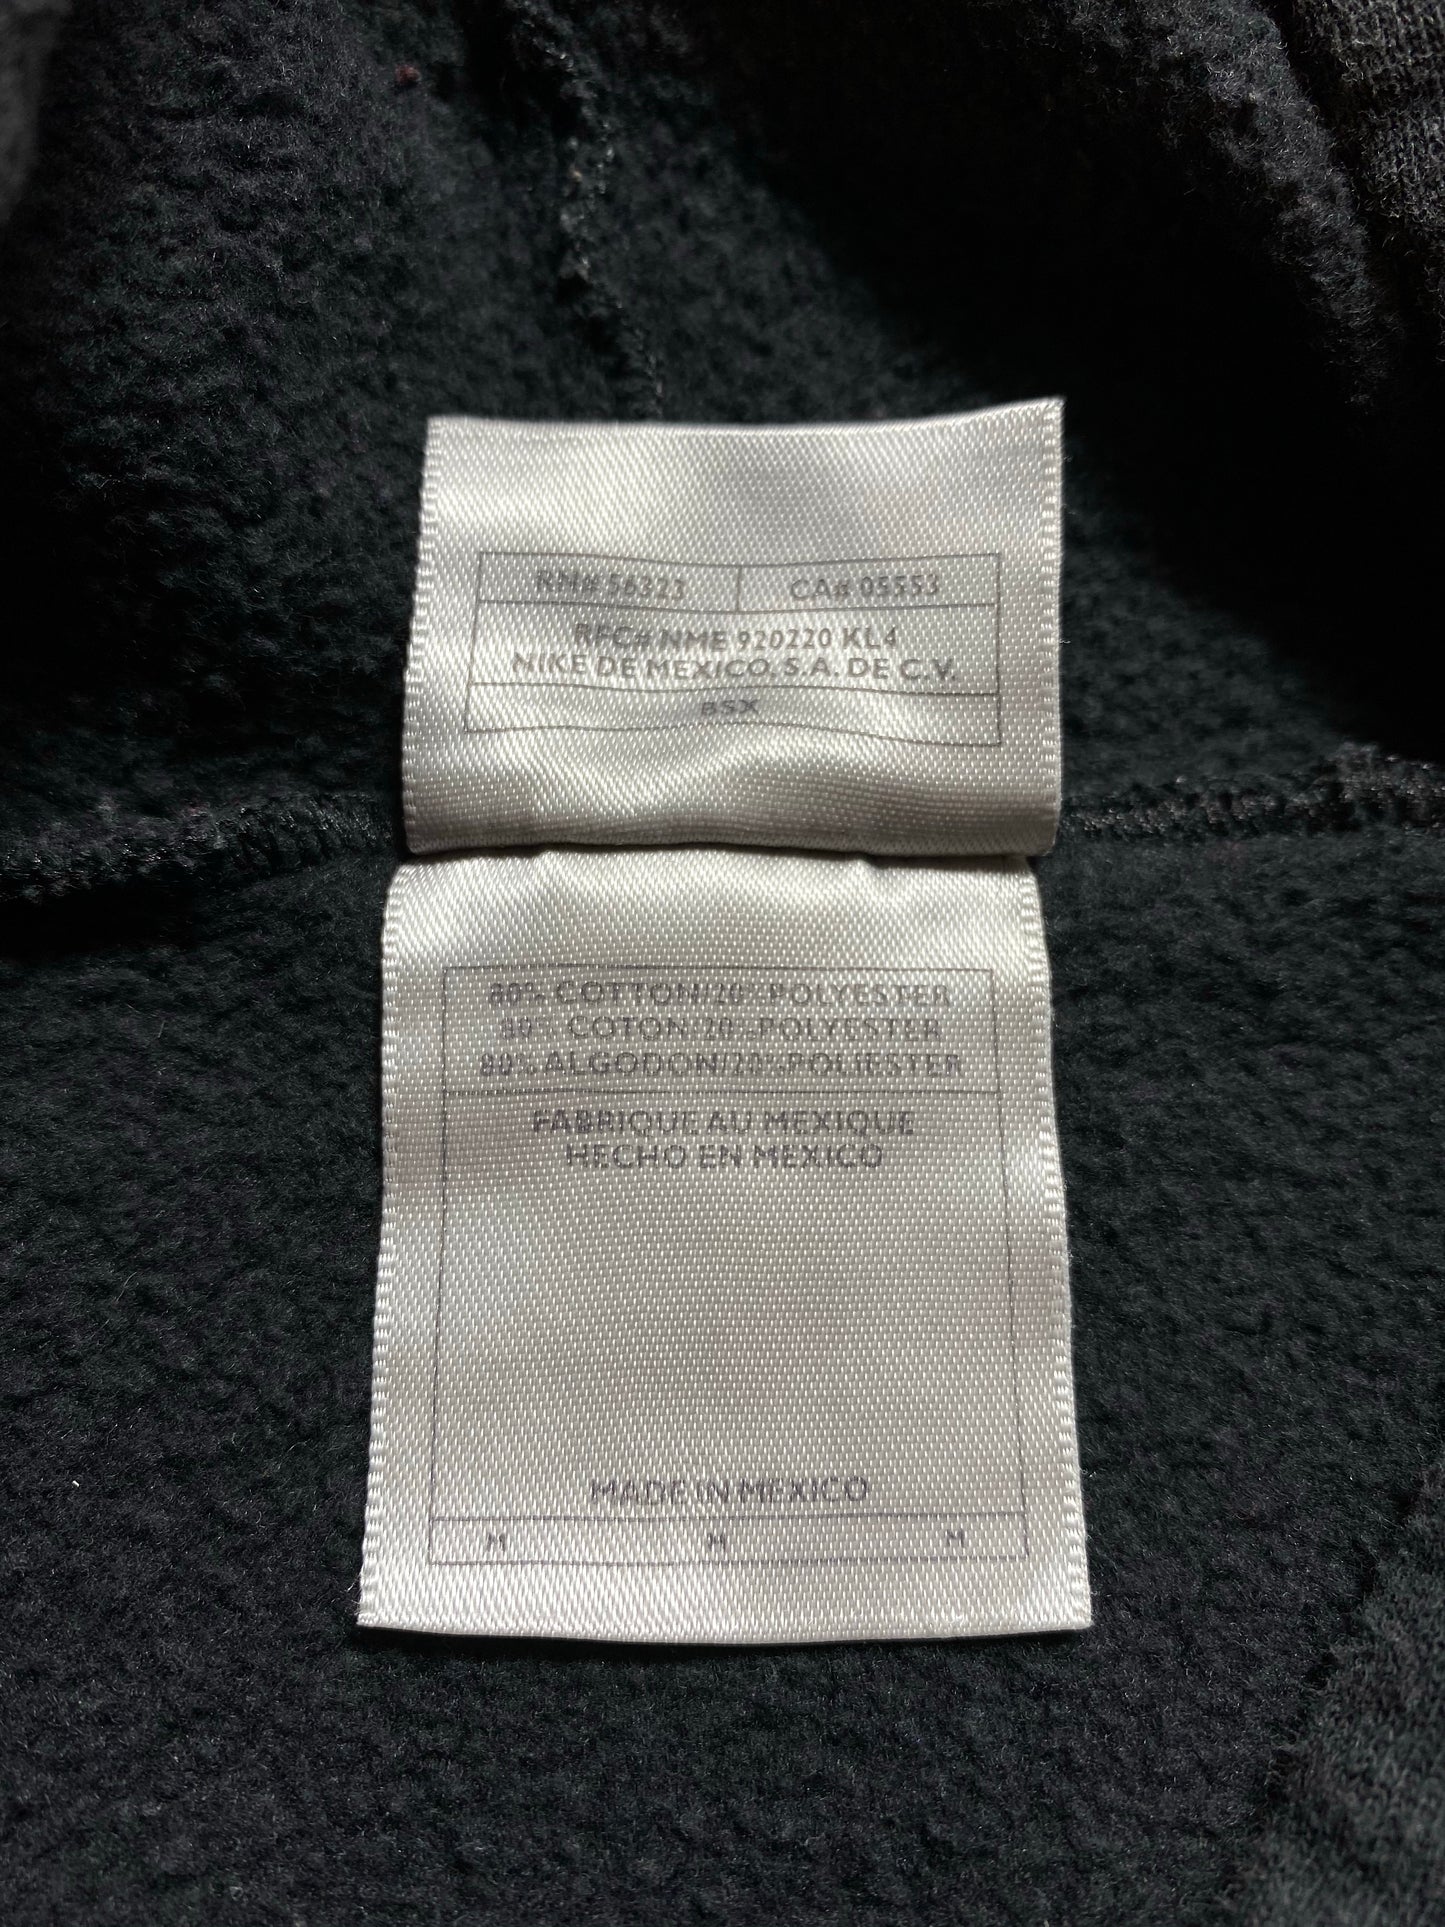 RN# 56323 CA# 05553
RFC# NME 920220 KL4
NIKE DE MEXICO, S.A. DE C.V.
BSX
80% COTTON/20% POLYESTER
80% COTON/20% POLYESTER
80% ALGODON/20% POLIESTER
FABRIQUE AU MEXIQUE
HECHO EN MEXICO
MADE IN MEXICO
M M M